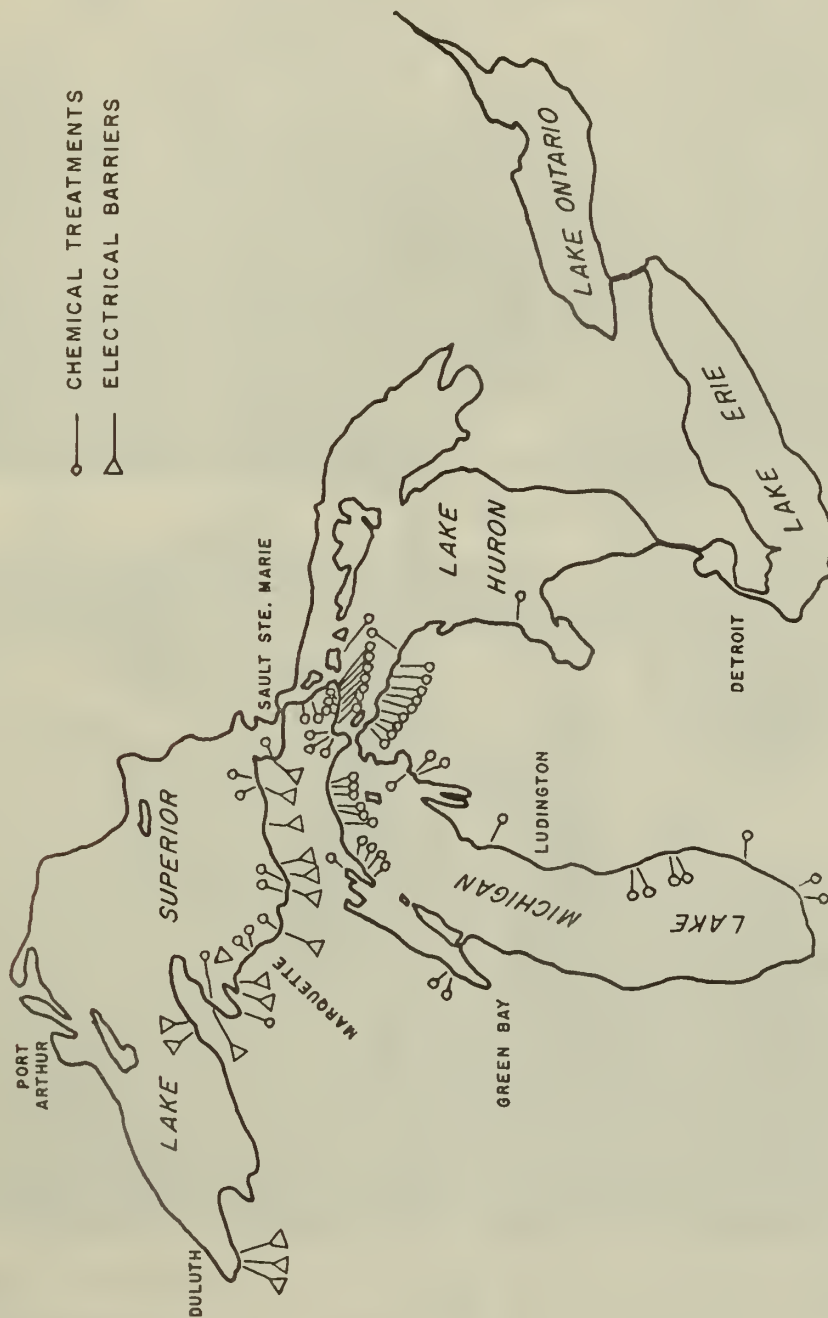 CHEMICAL TREATMENTS
ELECTRICAL BARRIERS
PORT
ARTHUR
LAKE SUPERIOR
DULUTH
MARQUETTE
SAULT STE. MARIE
LAKE
HURON
LAKE ONTARIO
LAKE ERIE
DETROIT
LUDINGTON
LAKE MICHIGAN
GREEN BAY